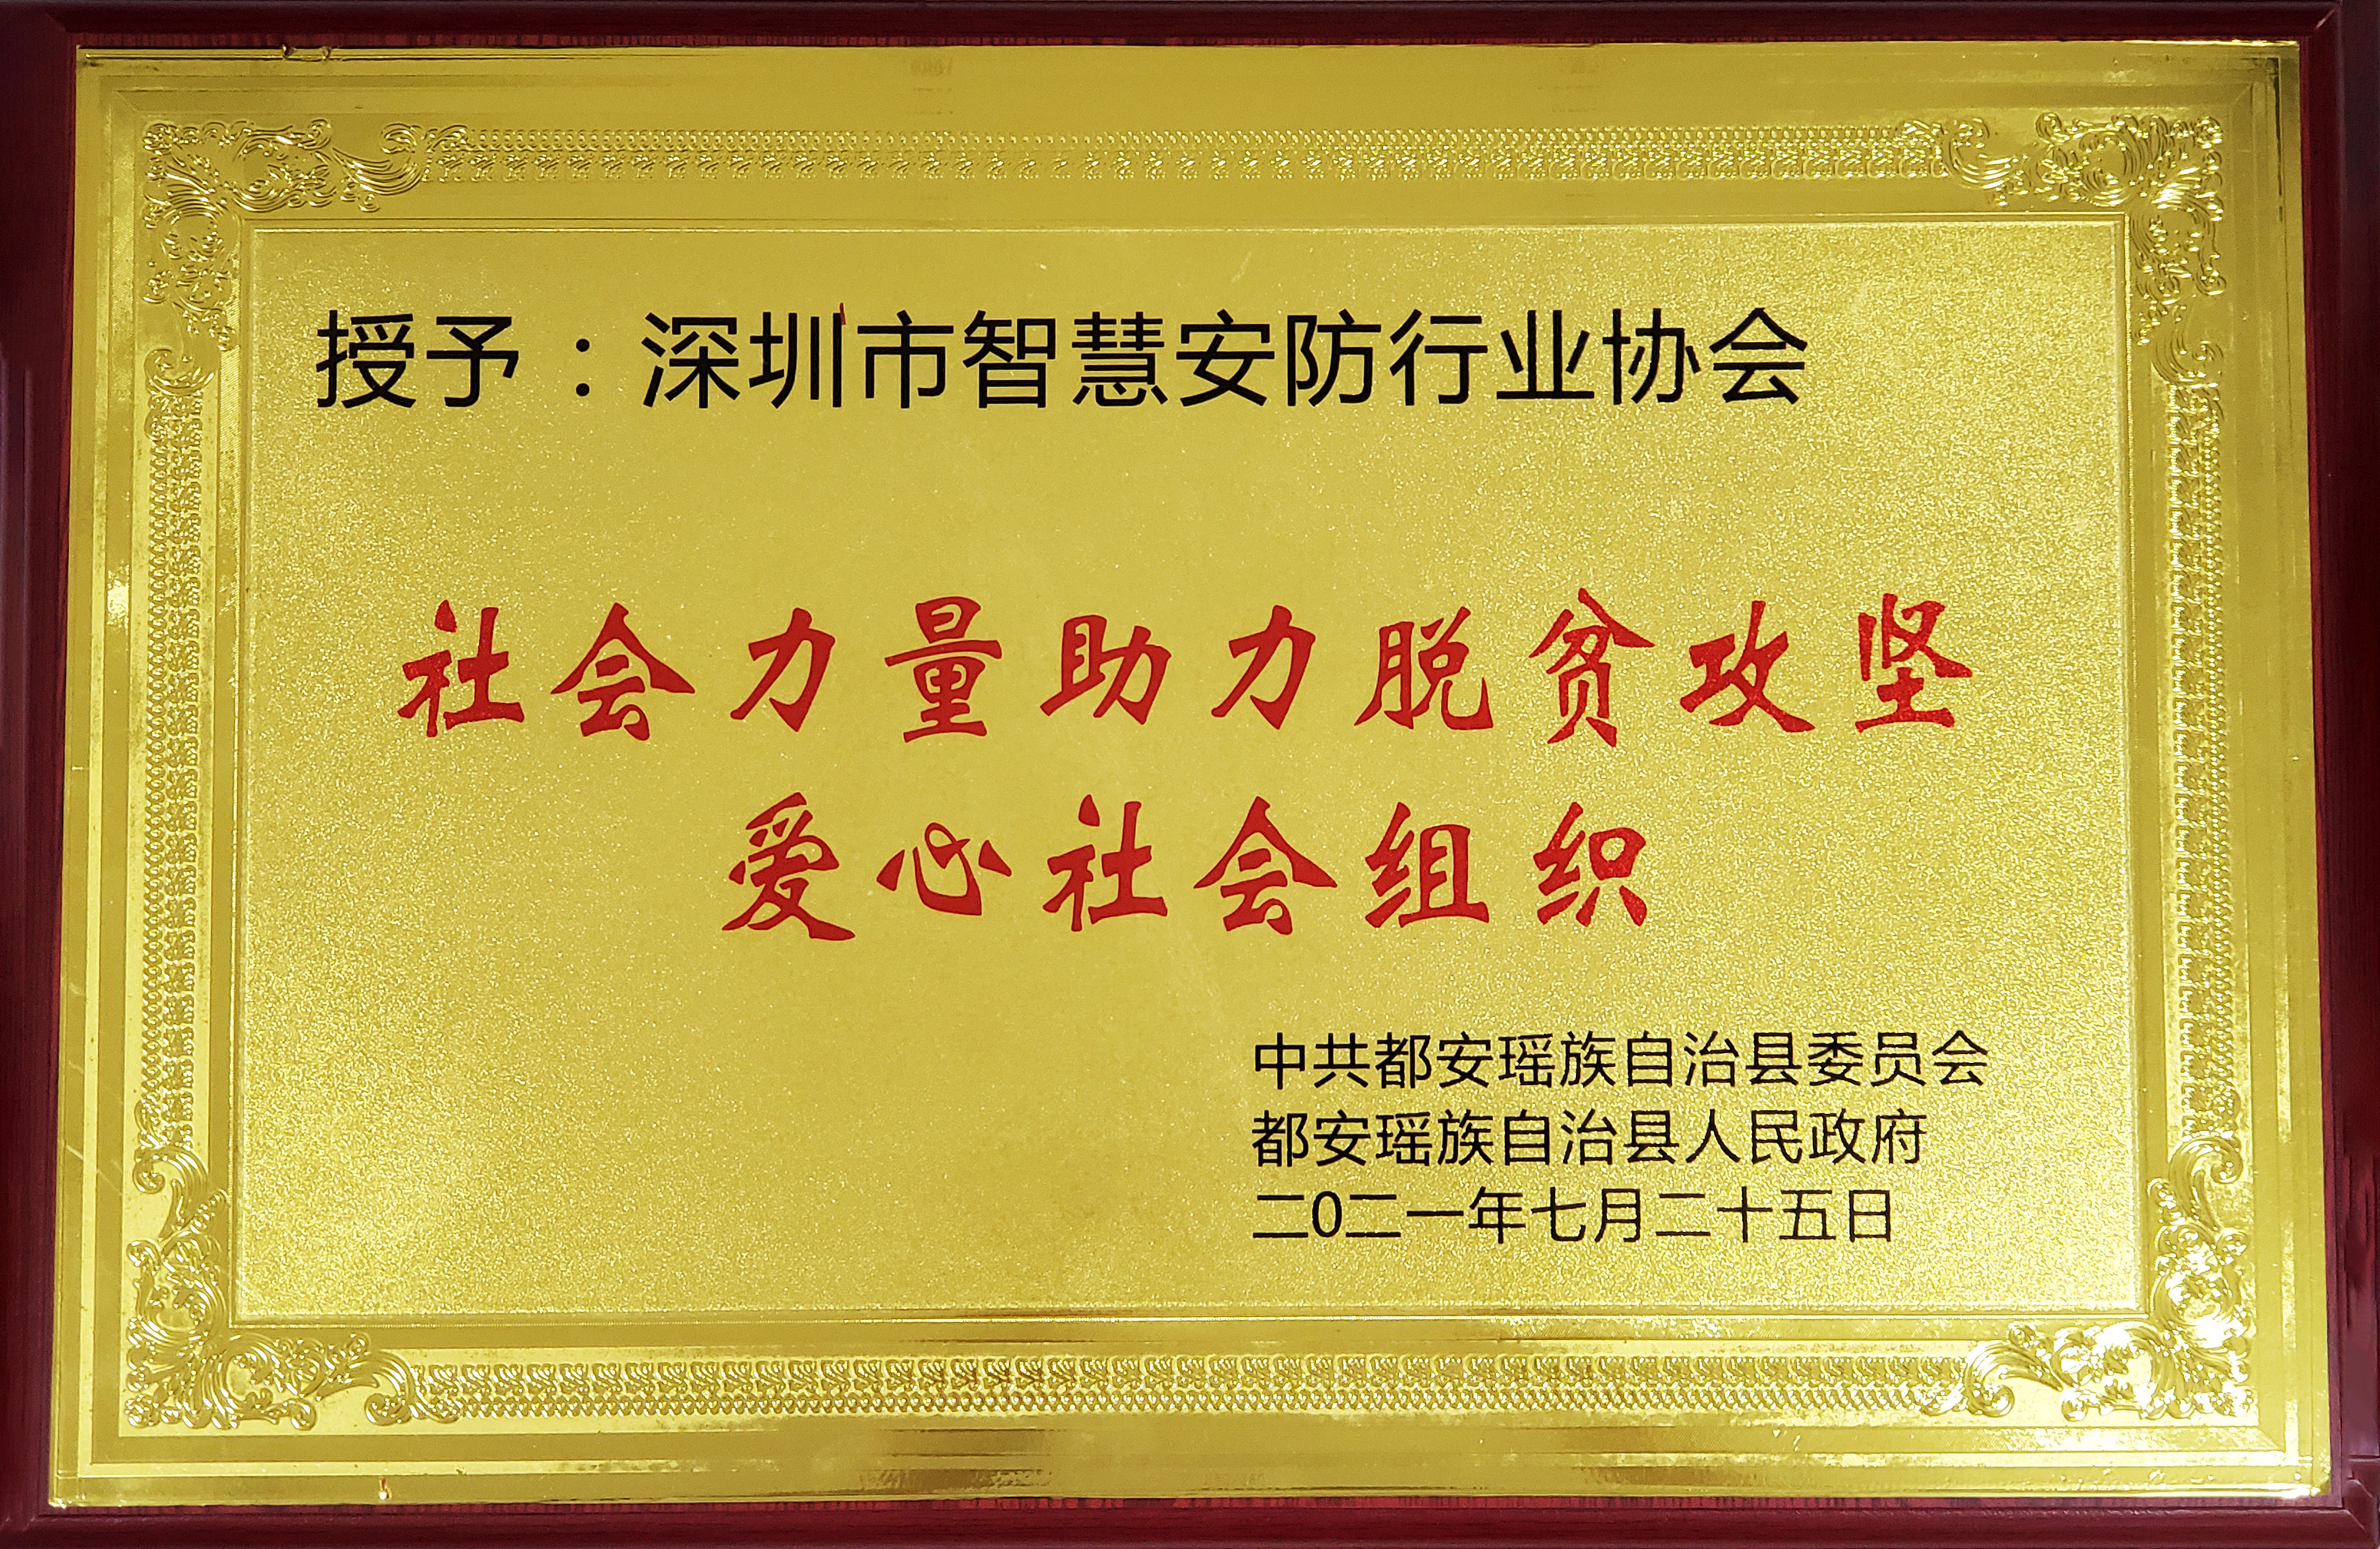 授予：深圳市智慧安防行业协会
社会力量助力脱贫攻坚
爱心社会组织
中共都安瑶族自治县委员会
都安瑶族自治县人民政府
二0二一年七月二十五日